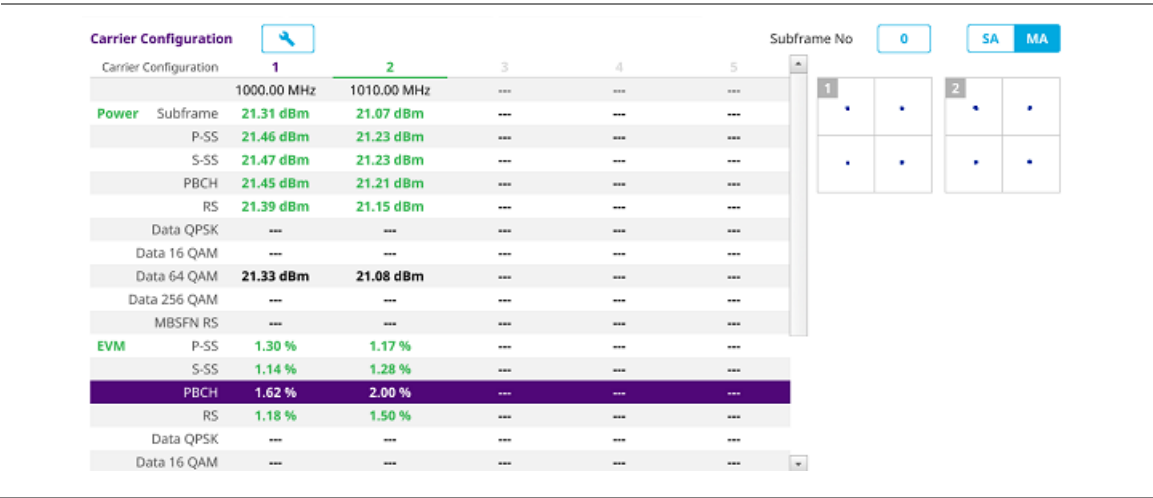 Carrier Configuration Subframe No 0 SA MA
Carrier Configuration 1 2 3 4 5
1000.00 MHz 1010.00 MHz --- --- --- 1 2
Power Subframe 21.31 dBm 21.07 dBm --- --- ---
P-SS 21.46 dBm 21.23 dBm --- --- ---
S-SS 21.47 dBm 21.23 dBm --- --- ---
PBCH 21.45 dBm 21.21 dBm --- --- ---
RS 21.39 dBm 21.15 dBm --- --- ---
Data QPSK --- --- --- --- ---
Data 16 QAM --- --- --- --- ---
Data 64 QAM 21.33 dBm 21.08 dBm --- --- ---
Data 256 QAM --- --- --- --- ---
MBSFN RS --- --- --- --- ---
EVM P-SS 1.30 % 1.17 % --- --- ---
S-SS 1.14 % 1.28 % --- --- ---
PBCH 1.62 % 2.00 % --- --- ---
RS 1.18 % 1.50 % --- --- ---
Data QPSK --- --- --- --- ---
Data 16 QAM --- --- --- --- ---